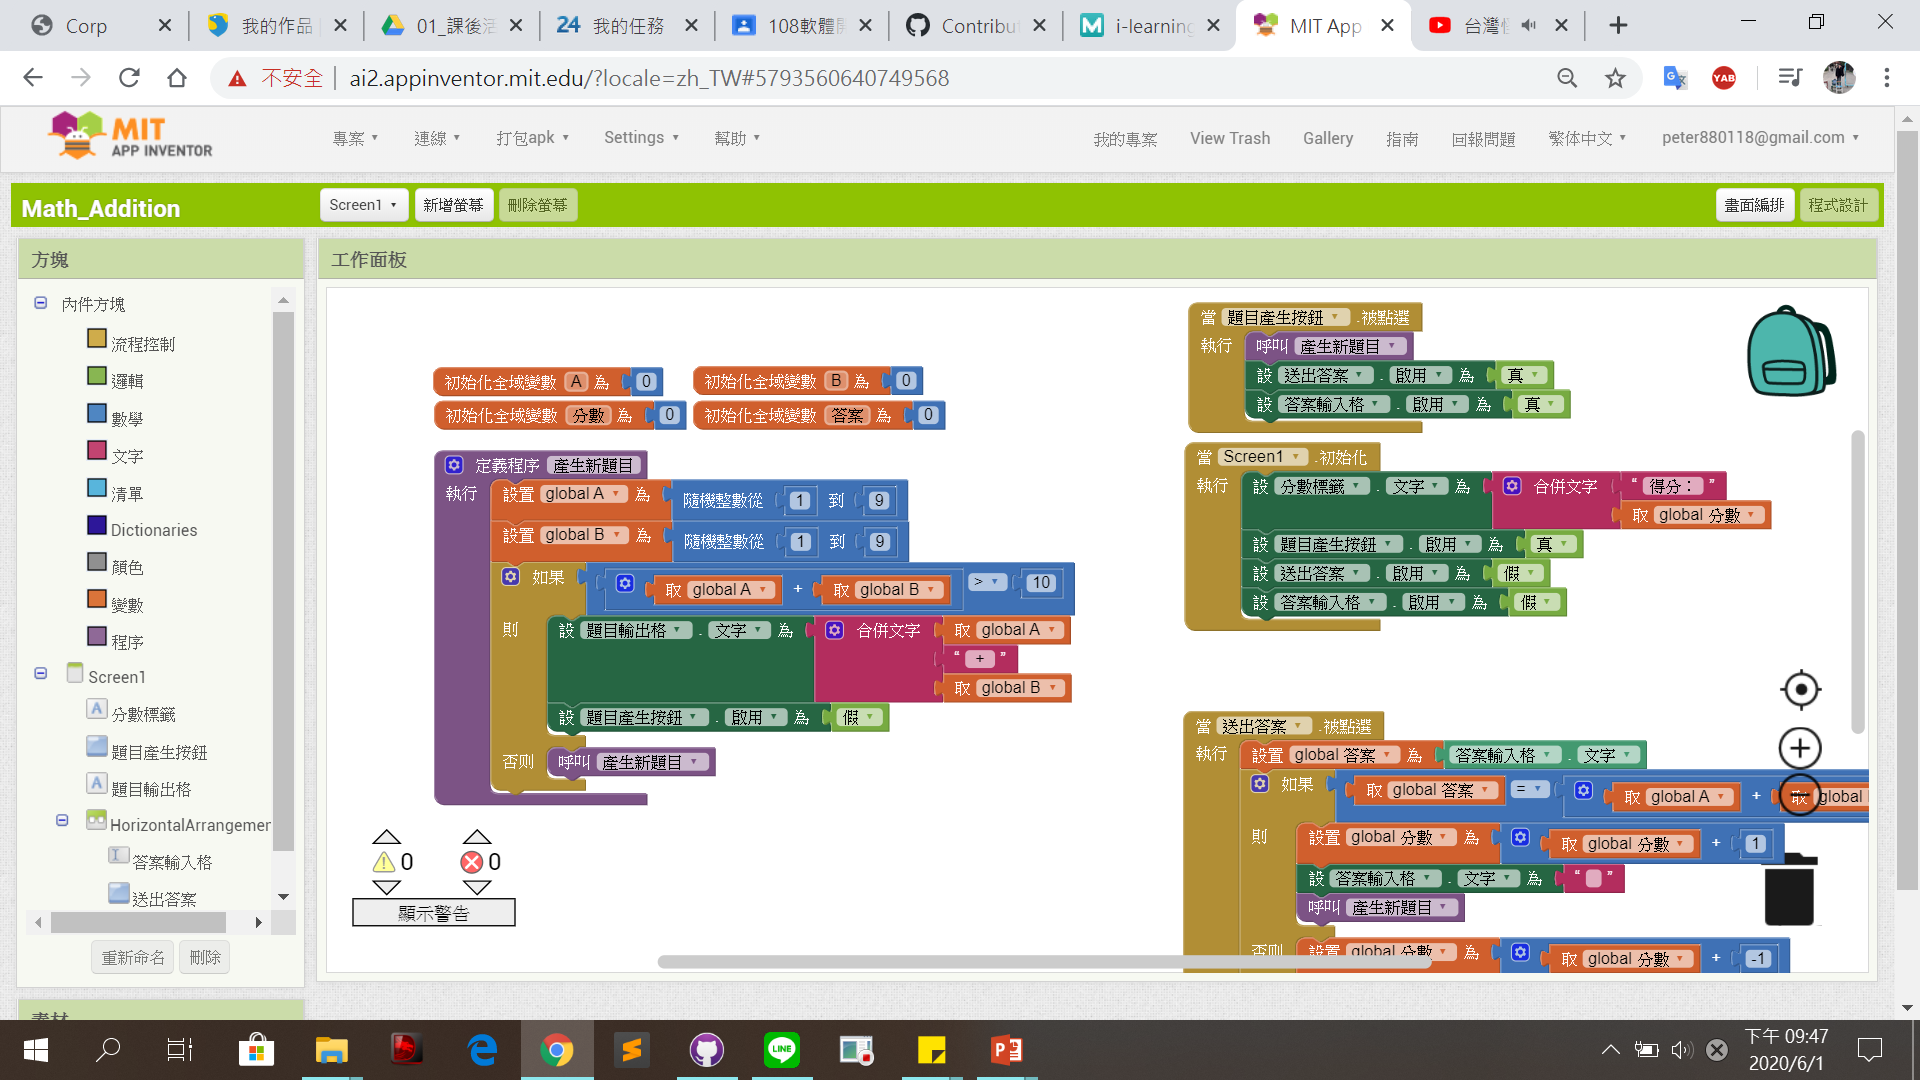 Corp
我的作品
01_課後活
24 我的任務
108軟體開
Contribut
M i-learning
MIT App
台灣怪
不安全 ai2.appinventor.mit.edu/?locale=zh_TW#5793560640749568
YAB
MIT
APP INVENTOR
專案
連線
打包apk
Settings
幫助
我的專案
View Trash
Gallery
指南
回報問題
繁体中文
peter880118@gmail.com
Math_Addition
Screen1
新增螢幕
刪除螢幕
畫面編排
程式設計
方塊
工作面板
內件方塊
流程控制
邏輯
數學
文字
清單
Dictionaries
顏色
變數
程序
Screen1
分數標籤
題目產生按鈕
題目輸出格
HorizontalArrangemer
答案輸入格
送出答案
重新命名
刪除
素材
初始化全域變數 A 為 0
初始化全域變數 B 為 0
初始化全域變數 分數 為 0
初始化全域變數 答案 為 0
定義程序 產生新題目
執行 設置 global A 為 隨機整數從 1 到 9
設置 global B 為 隨機整數從 1 到 9
如果 取 global A + 取 global B > 10
則 設 題目輸出格 . 文字 為 合併文字 取 global A
“ + ”
取 global B
設 題目產生按鈕 . 啟用 為 假
否則 呼叫 產生新題目
0 0
顯示警告
當 題目產生按鈕 .被點選
執行 呼叫 產生新題目
設 送出答案 . 啟用 為 真
設 答案輸入格 . 啟用 為 真
當 Screen1 .初始化
執行 設 分數標籤 . 文字 為 合併文字 “ 得分： ”
取 global 分數
設 題目產生按鈕 . 啟用 為 真
設 送出答案 . 啟用 為 假
設 答案輸入格 . 啟用 為 假
當 送出答案 .被點選
執行 設置 global 答案 為 答案輸入格 . 文字
如果 取 global 答案 = 取 global A + 取 global
則 設置 global 分數 為 取 global 分數 + 1
設 答案輸入格 . 文字 為 “ ”
呼叫 產生新題目
否則 設置 global 分數 為 取 global 分數 + -1
LINE
下午 09:47
2020/6/1